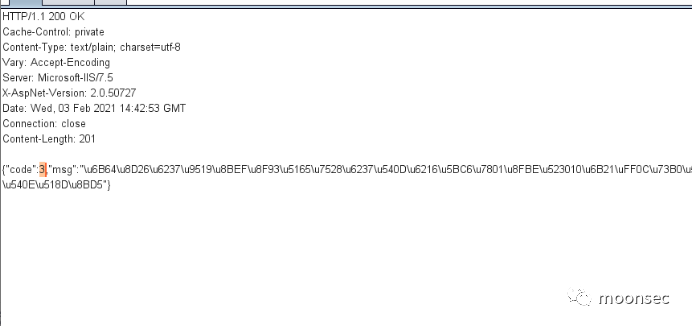 HTTP/1.1 200 OK
Cache-Control: private
Content-Type: text/plain; charset=utf-8
Vary: Accept-Encoding
Server: Microsoft-IIS/7.5
X-AspNet-Version: 2.0.50727
Date: Wed, 03 Feb 2021 14:42:53 GMT
Connection: close
Content-Length: 201
{"code":3,"msg":"\u6B64\u8D26\u6237\u9519\u8BEF\u8F93\u5165\u7528\u6237\u540D\u6216\u5BC6\u7801\u8FBE\u523010\u6B21\uFF0C\u73B0\u
\u540E\u518D\u8BD5"}
moonsec